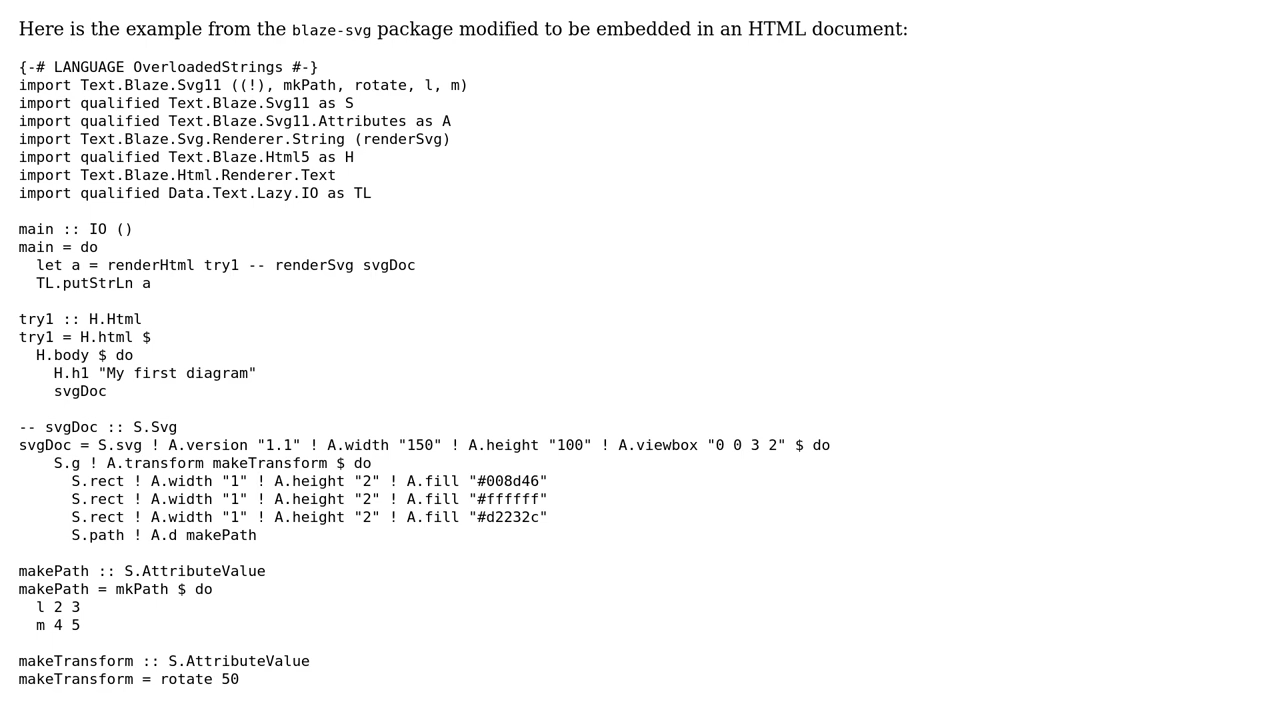 Here is the example from the blaze-svg package modified to be embedded in an HTML document:
{-# LANGUAGE OverloadedStrings #-}
import Text.Blaze.Svg11 ((!), mkPath, rotate, l, m)
import qualified Text.Blaze.Svg11 as S
import qualified Text.Blaze.Svg11.Attributes as A
import Text.Blaze.Svg.Renderer.String (renderSvg)
import qualified Text.Blaze.Html5 as H
import Text.Blaze.Html.Renderer.Text
import qualified Data.Text.Lazy.IO as TL

main :: IO ()
main = do
  let a = renderHtml try1 -- renderSvg svgDoc
  TL.putStrLn a

try1 :: H.Html
try1 = H.html $
  H.body $ do
    H.h1 "My first diagram"
    svgDoc

-- svgDoc :: S.Svg
svgDoc = S.svg ! A.version "1.1" ! A.width "150" ! A.height "100" ! A.viewbox "0 0 3 2" $ do
    S.g ! A.transform makeTransform $ do
      S.rect ! A.width "1" ! A.height "2" ! A.fill "#008d46"
      S.rect ! A.width "1" ! A.height "2" ! A.fill "#ffffff"
      S.rect ! A.width "1" ! A.height "2" ! A.fill "#d2232c"
      S.path ! A.d makePath

makePath :: S.AttributeValue
makePath = mkPath $ do
  l 2 3
  m 4 5

makeTransform :: S.AttributeValue
makeTransform = rotate 50